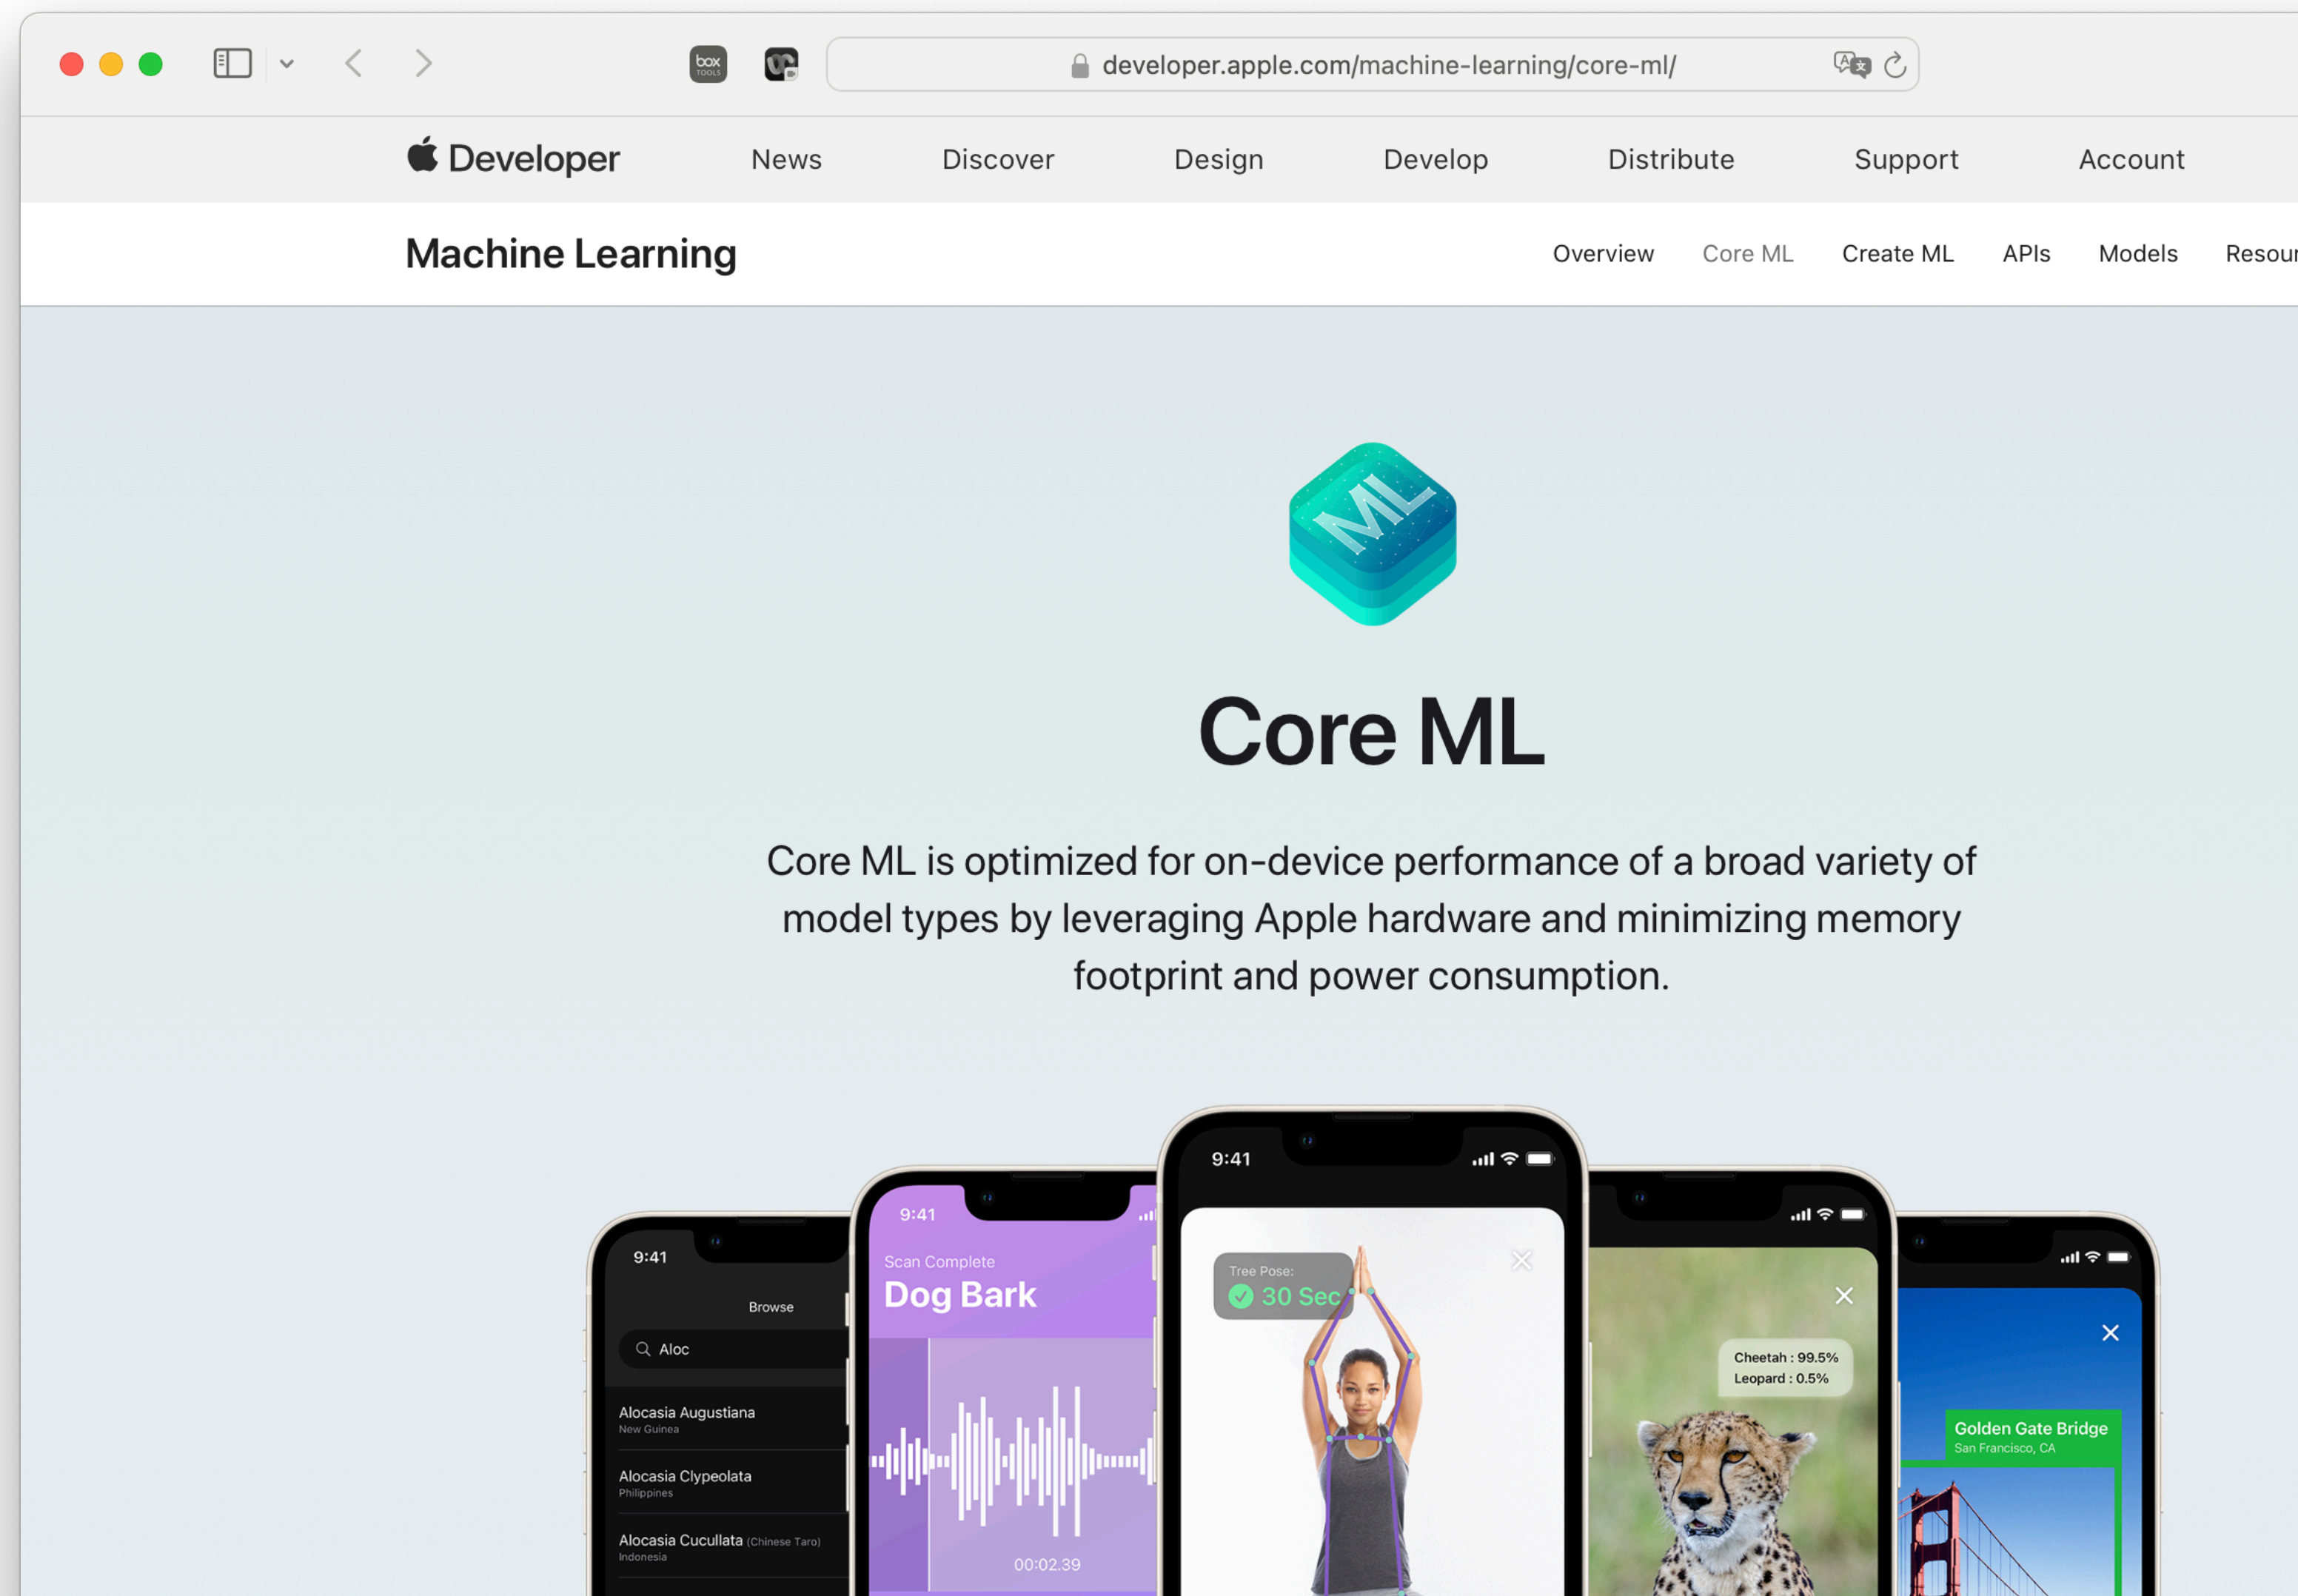 box
TOOLS
developer.apple.com/machine-learning/core-ml/
Developer
News
Discover
Design
Develop
Distribute
Support
Account
Machine Learning
Overview
Core ML
Create ML
APIs
Models
ML
Core ML
Core ML is optimized for on-device performance of a broad variety of
model types by leveraging Apple hardware and minimizing memory
footprint and power consumption.
9:41
Browse
Aloc
Alocasia Augustiana
New Guinea
Alocasia Clypeolata
Philippines
Alocasia Cucullata (Chinese Taro)
Indonesia
9:41
Scan Complete
Dog Bark
00:02.39
9:41
Tree Pose:
30 Sec
Cheetah : 99.5%
Leopard : 0.5%
Golden Gate Bridge
San Francisco, CA